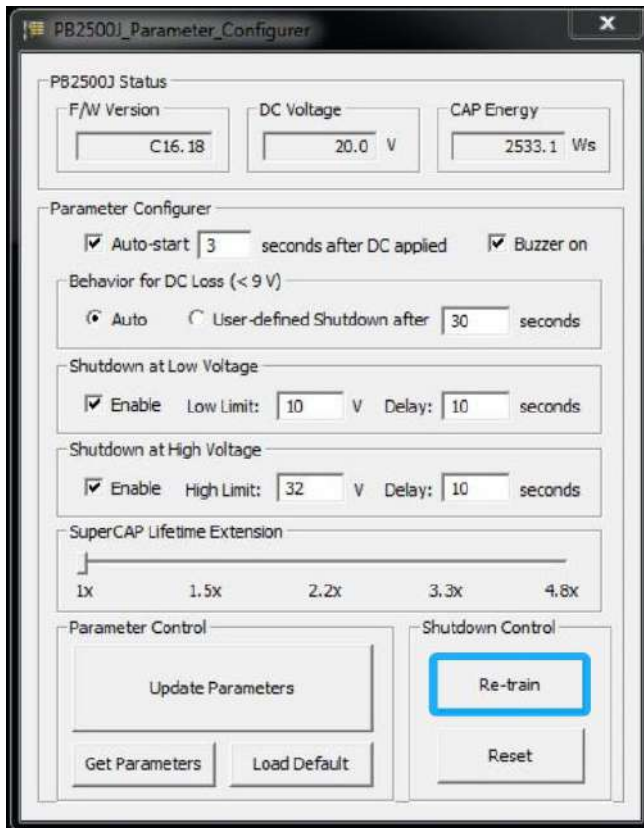 PB2500J_Parameter_Configurer
PB2500J Status
F/W Version DC Voltage CAP Energy
C16.18 20.0 V 2533.1 Ws
Parameter Configurer
Auto-start 3 seconds after DC applied Buzzer on
Behavior for DC Loss (< 9 V)
Auto User-defined Shutdown after 30 seconds
Shutdown at Low Voltage
Enable Low Limit: 10 V Delay: 10 seconds
Shutdown at High Voltage
Enable High Limit: 32 V Delay: 10 seconds
SuperCAP Lifetime Extension
1x 1.5x 2.2x 3.3x 4.8x
Parameter Control Shutdown Control
Update Parameters Re-train
Get Parameters Load Default Reset